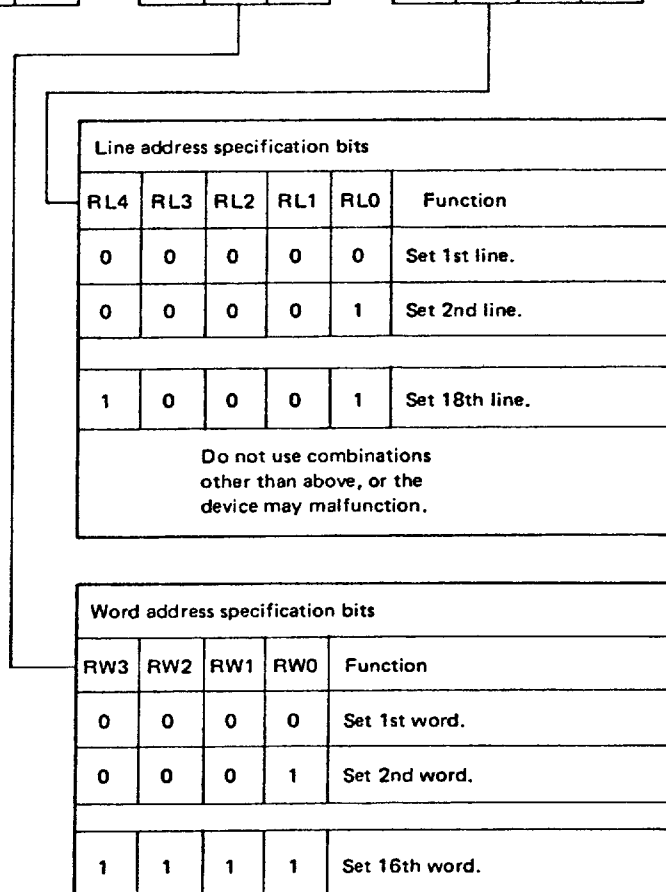 Line address specification bits
RL4 RL3 RL2 RL1 RL0 Function
0 0 0 0 0 Set 1st line.
0 0 0 0 1 Set 2nd line.
1 0 0 0 1 Set 18th line.
Do not use combinations
other than above, or the
device may malfunction.
Word address specification bits
RW3 RW2 RW1 RW0 Function
0 0 0 0 Set 1st word.
0 0 0 1 Set 2nd word.
1 1 1 1 Set 16th word.